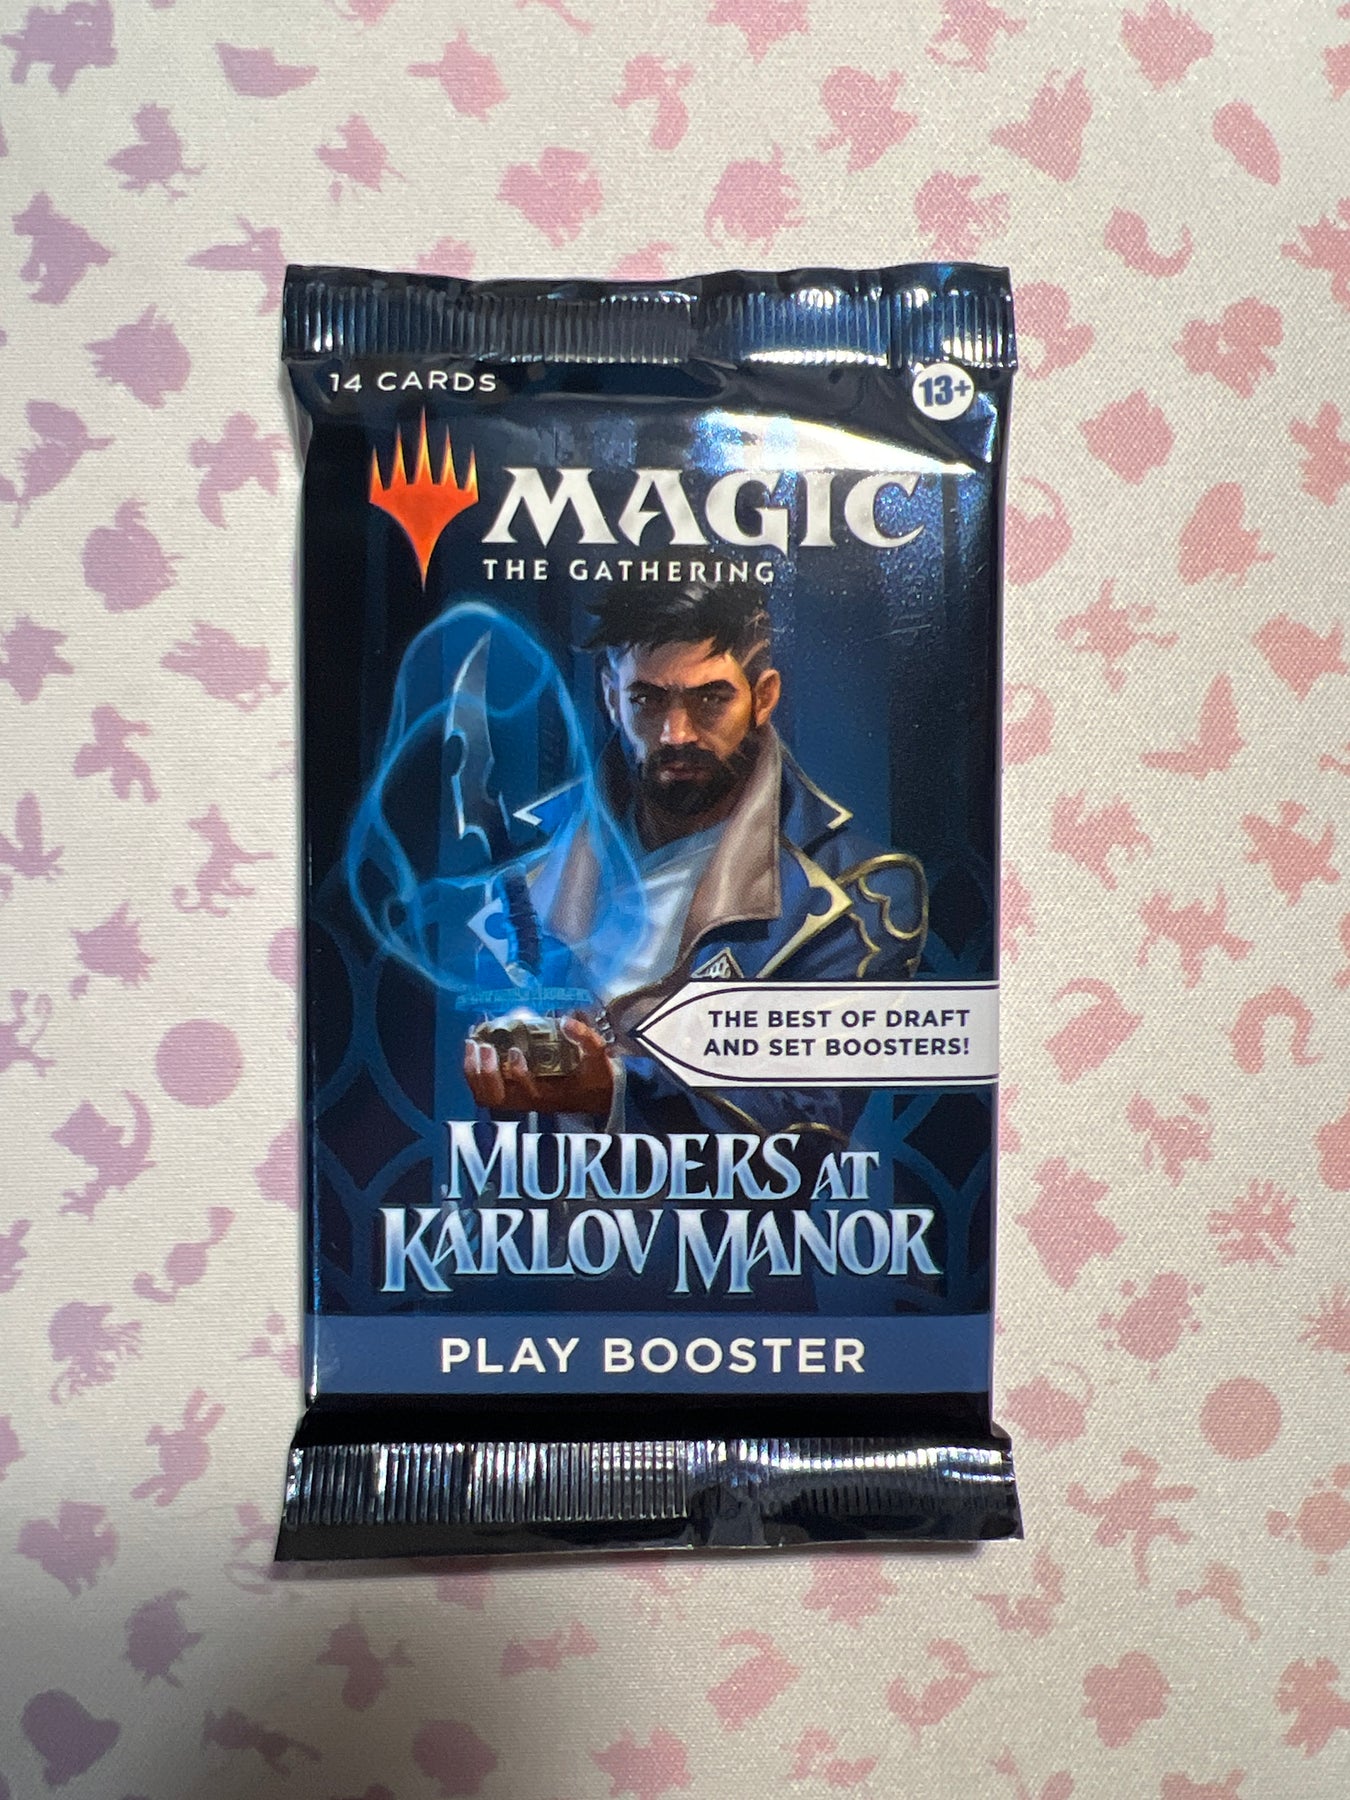 14 CARDS
13+
MAGIC
THE GATHERING
THE BEST OF DRAFT
AND SET BOOSTERS!
MURDERS AT
KARLOV MANOR
PLAY BOOSTER